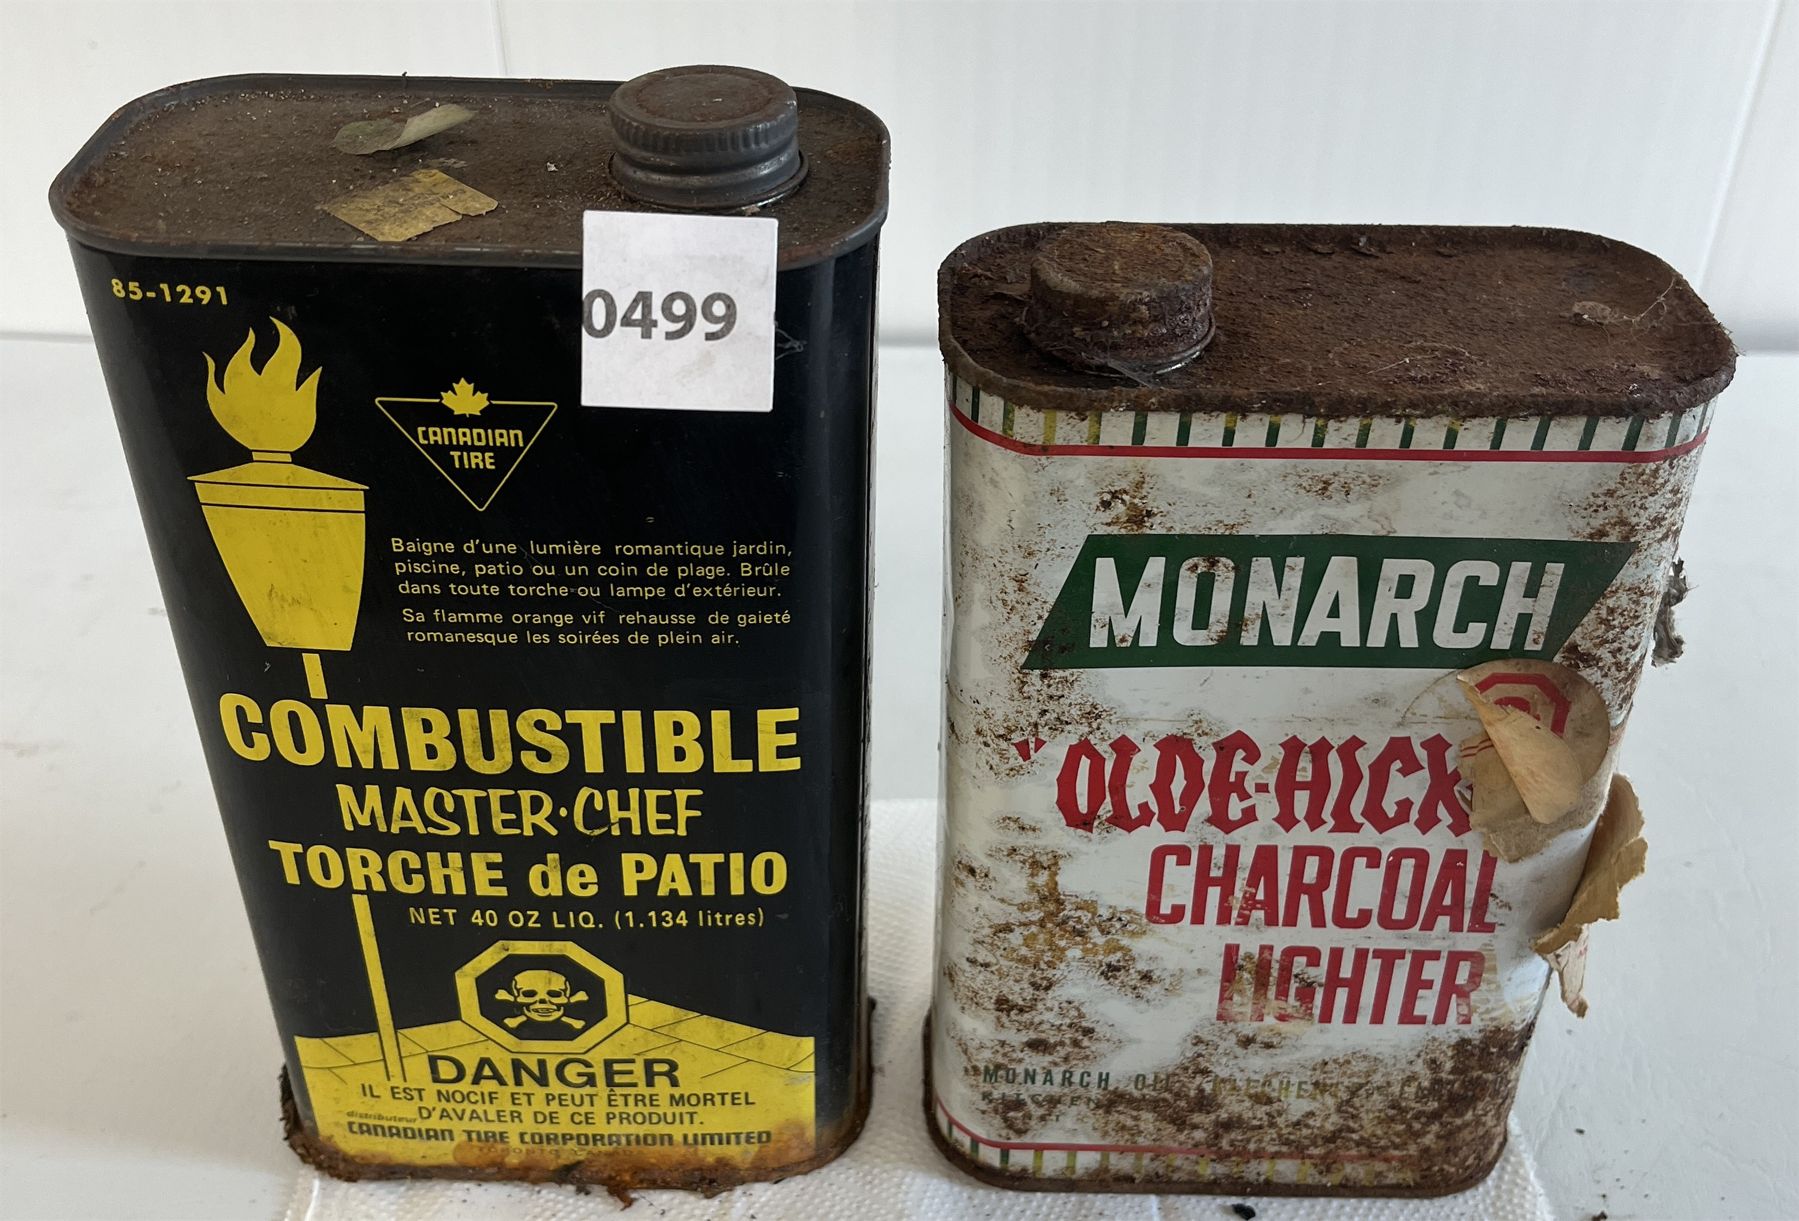 85-1291
0499
CANADIAN
TIRE
Baigne d'une lumière romantique jardin,
piscine, patio ou un coin de plage. Brûle
dans toute torche ou lampe d'extérieur.
Sa flamme orange vif rehausse de gaieté
romanesque les soirées de plein air.
COMBUSTIBLE
MASTER·CHEF
TORCHE de PATIO
NET 40 OZ LIQ. (1.134 litres)
DANGER
IL EST NOCIF ET PEUT ÊTRE MORTEL
D'AVALER DE CE PRODUIT.
distributeur
CANADIAN TIRE CORPORATION LIMITED
TORONTO, CANADA
MONARCH
"OLDE-HICK
CHARCOAL
LIGHTER
MONARCH OIL